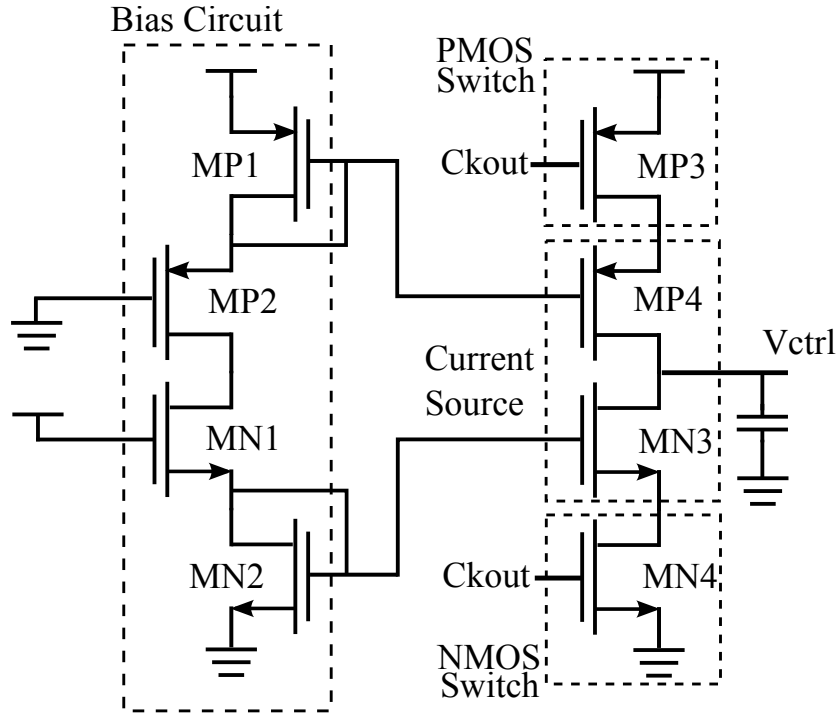 Bias Circuit
PMOS
Switch
MP1
Ckout
MP3
MP2
MP4
Current
Source
Vctrl
MN1
MN3
MN2
Ckout
MN4
NMOS
Switch